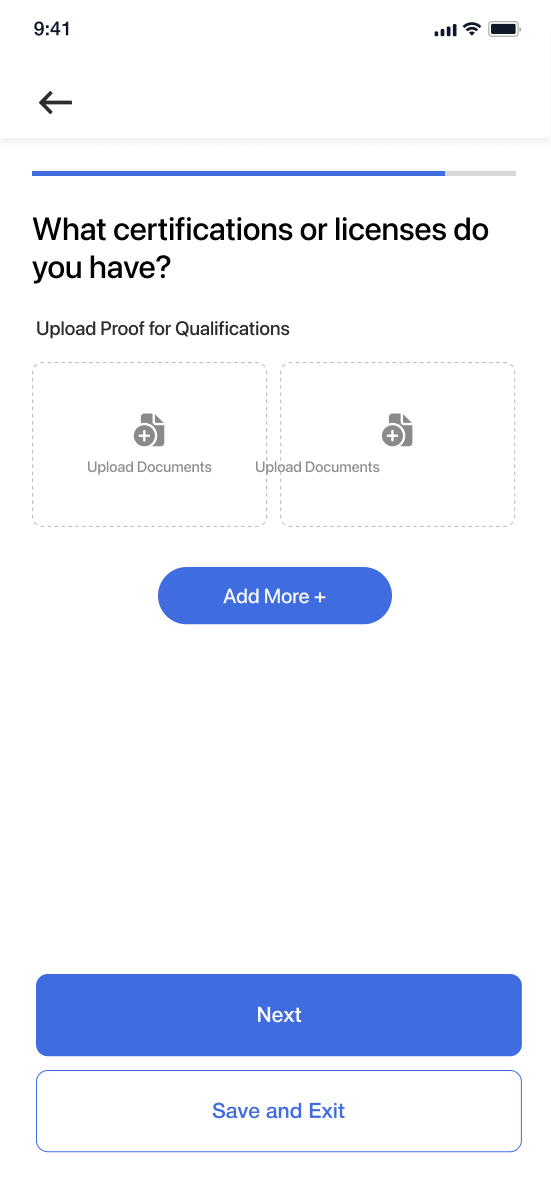 9:41
What certifications or licenses do
you have?
Upload Proof for Qualifications
Upload Documents
Upload Documents
Add More +
Next
Save and Exit